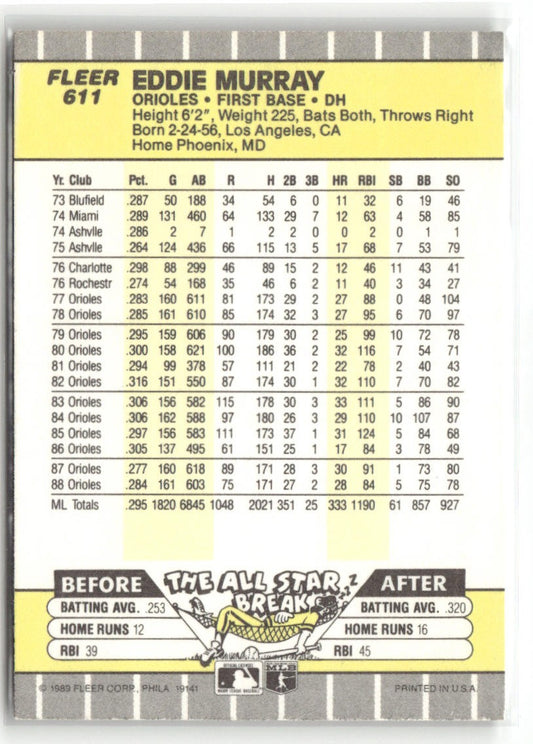 FLEER
611
EDDIE MURRAY
ORIOLES • FIRST BASE • DH
Height 6'2", Weight 225, Bats Both, Throws Right
Born 2-24-56, Los Angeles, CA
Home Phoenix, MD
Yr. Club Pct. G AB R H 2B 3B HR RBI SB BB SO
73 Blufield .287 50 188 34 54 6 0 11 32 6 19 46
74 Miami .289 131 460 64 133 29 7 12 63 4 58 85
74 Ashvlle .286 2 7 1 2 2 0 0 2 0 1 1
75 Ashvlle .264 124 436 66 115 13 5 17 68 7 53 79
76 Charlotte .298 88 299 46 89 15 2 12 46 11 43 41
76 Rochestr .274 54 168 35 46 6 2 11 40 3 34 27
77 Orioles .283 160 611 81 173 29 2 27 88 0 48 104
78 Orioles .285 161 610 85 174 32 3 27 95 6 70 97
79 Orioles .295 159 606 90 179 30 2 25 99 10 72 78
80 Orioles .300 158 621 100 186 36 2 32 116 7 54 71
81 Orioles .294 99 378 57 111 21 2 22 78 2 40 43
82 Orioles .316 151 550 87 174 30 1 32 110 7 70 82
83 Orioles .306 156 582 115 178 30 3 33 111 5 86 90
84 Orioles .306 162 588 97 180 26 3 29 110 10 107 87
85 Orioles .297 156 583 111 173 37 1 31 124 5 84 68
86 Orioles .305 137 495 61 151 25 1 17 84 3 78 49
87 Orioles .277 160 618 89 171 28 3 30 91 1 73 80
88 Orioles .284 161 603 75 171 27 2 28 84 5 75 78
ML Totals .295 1820 6845 1048 2021 351 25 333 1190 61 857 927
BEFORE THE ALL STAR BREAK AFTER
BATTING AVG. .253 BATTING AVG. .320
HOME RUNS 12 HOME RUNS 16
RBI 39 RBI 45
© 1989 FLEER CORP., PHILA 19141 MLB PRINTED IN U.S.A.